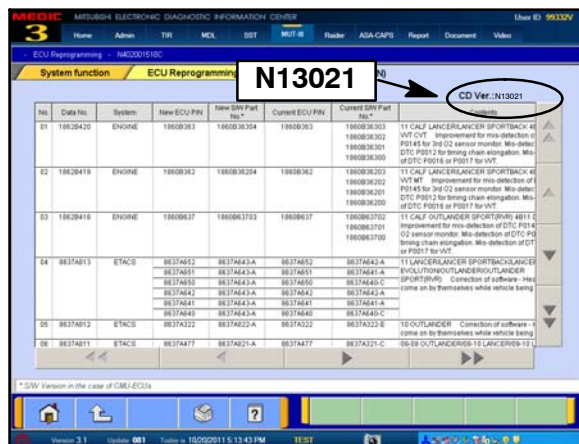 MEDIC
3
MITSUBISHI ELECTRONIC DIAGNOSTIC INFORMATION CENTER
User ID 99332V
Home Admin TIR MDL SST MUT-III Raider ASA-CAPS Report Document Video
ECU Reprogramming - N40200151BC
System function
ECU Reprogramming
N13021
CD Ver.:N13021
No. Data No. System New ECU P/N New S/W Part No.* Current ECU P/N Current S/W Part No.* Contents
01 1862B420 ENGINE 1860B363 1860B36304 1860B363 1860B36303
1860B36302
1860B36301
1860B36300
11 CALF LANCER/LANCER SPORTBACK
VVT CVT Improvement for mis-detection of
P0145 for 3rd O2 sensor monitor. Mis-detec
DTC P0012 for timing chain elongation. Mis-
of DTC P0016 or P0017 for VVT.
02 1862B419 ENGINE 1860B362 1860B36204 1860B362 1860B36203
1860B36202
1860B36201
1860B36200
11 CALF LANCER/LANCER SPORTBACK
VVT MT Improvement for mis-detection of
P0145 for 3rd O2 sensor monitor. Mis-detec
DTC P0012 for timing chain elongation. Mis-
of DTC P0016 or P0017 for VVT.
03 1862B418 ENGINE 1860B637 1860B63703 1860B637 1860B63702
1860B63701
1860B63700
11 CALF OUTLANDER SPORT(RVR) 4B11
Improvement for mis-detection of DTC P014
O2 sensor monitor. Mis-detection of DTC P0
timing chain elongation. Mis-detection of DT
P0016 or P0017 for VVT.
04 8637A813 ETACS 8637A652 8637A643-A 8637A652 8637A642-A
8637A651 8637A643-A 8637A651 8637A641-A
8637A650 8637A643-A 8637A650 8637A640-C
8637A642 8637A643-A 8637A642 8637A642-A
8637A641 8637A643-A 8637A641 8637A641-A
8637A640 8637A643-A 8637A640 8637A640-C
11 LANCER/LANCER SPORTBACK/LANCER
EVOLUTION/OUTLANDER/OUTLANDER
SPORT(RVR) Correction of software - Hea
come on by themselves while vehicle being
05 8637A812 ETACS 8637A322 8637A822-A 8637A322 8637A322-E
10 OUTLANDER Correction of software - H
come on by themselves while vehicle being
06 8637A811 ETACS 8637A477 8637A821-A 8637A477 8637A321-C 08-09 OUTLANDER/08-10 LANCER/09-10
* S/W Version in the case of CMU-ECUs
Version 3.1 Update 081 Today is 10/20/2011 5:13:43 PM TEST